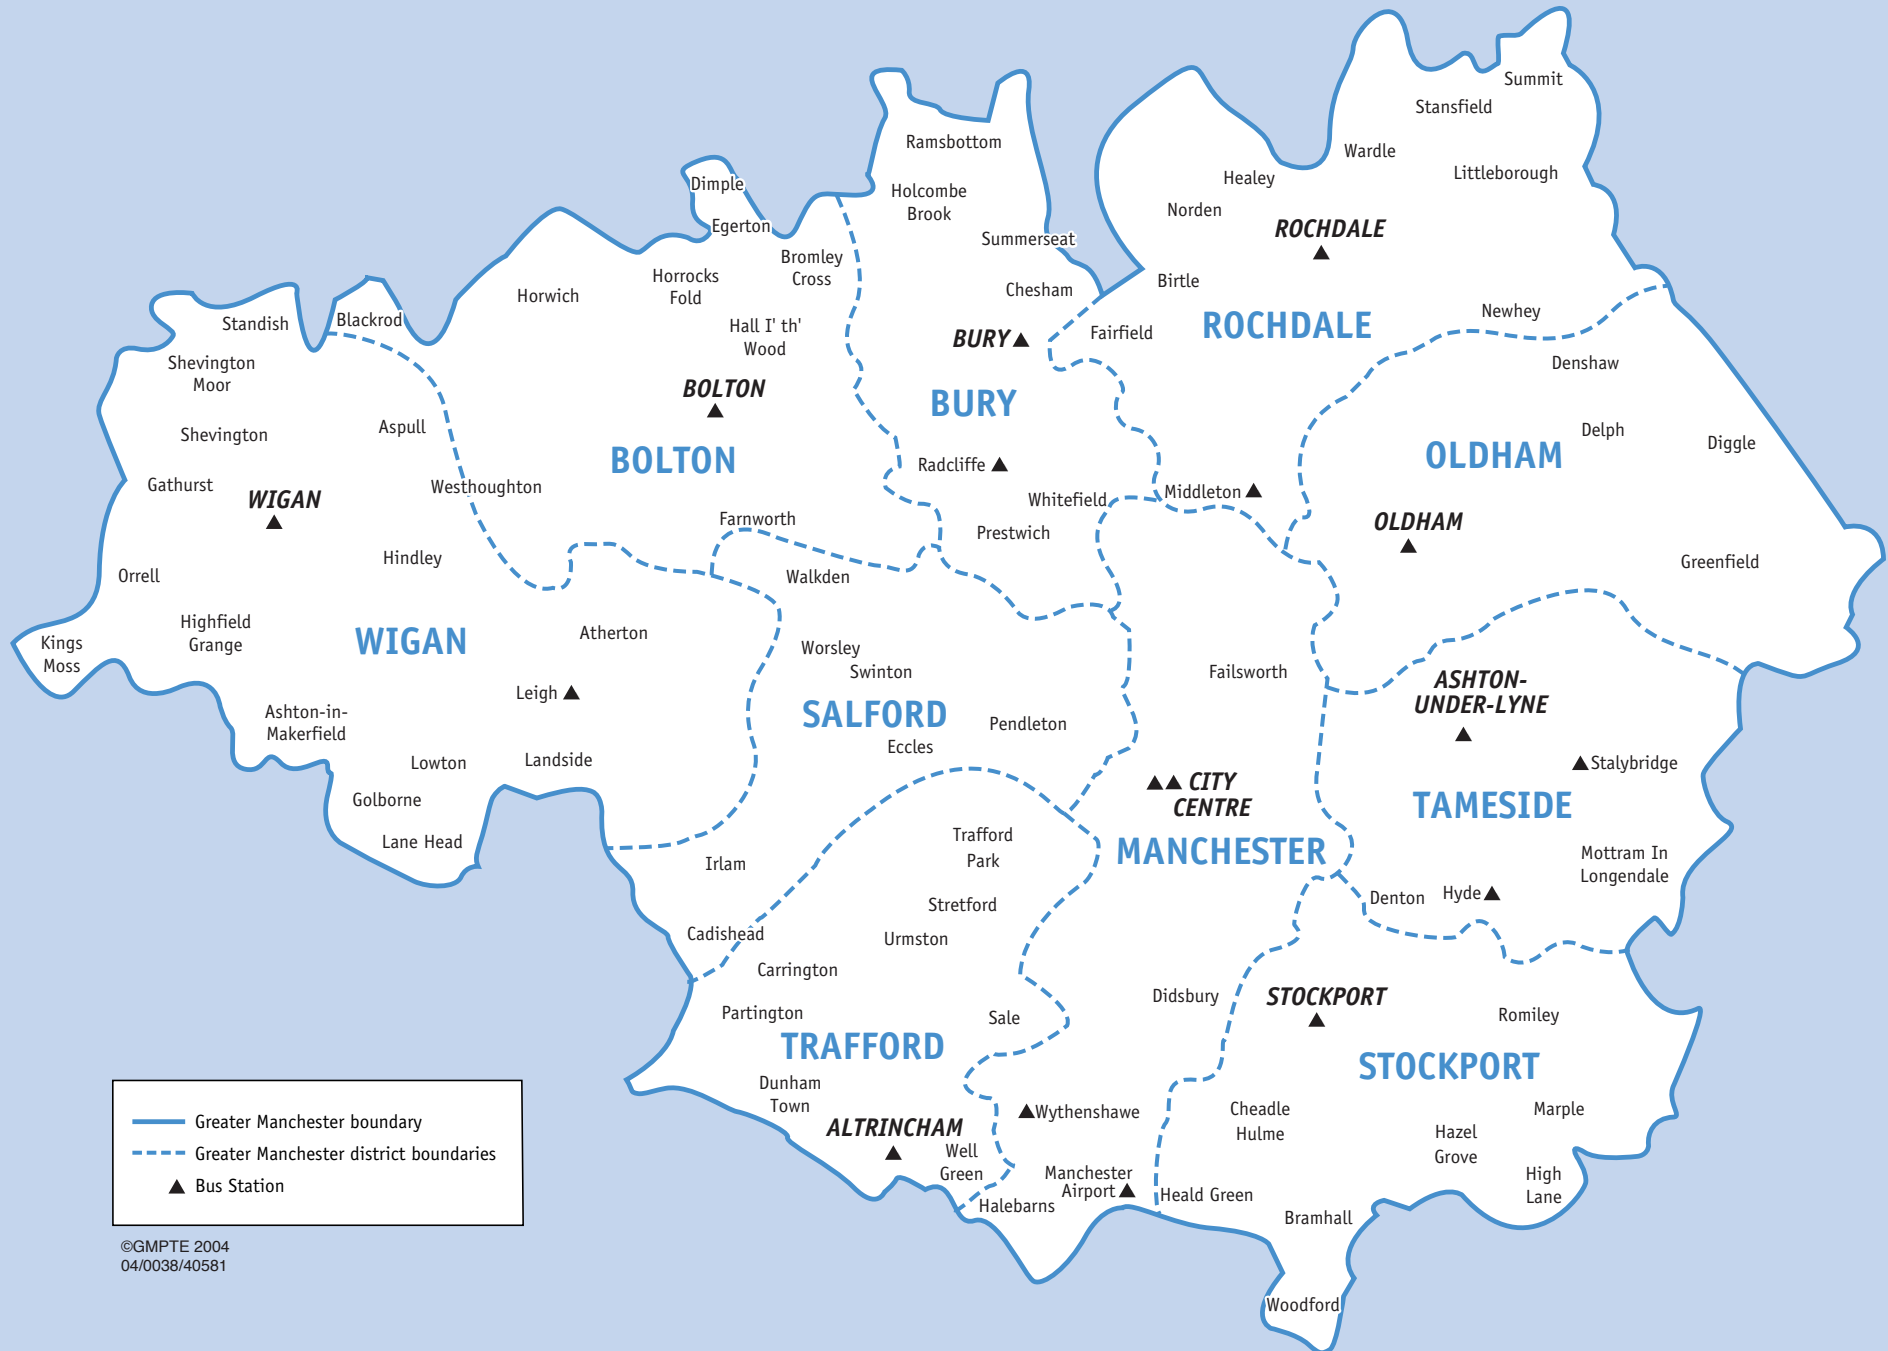 Summit
Stansfield
Ramsbottom
Wardle
Littleborough
Healey
Dimple
Holcombe
Brook
Norden
Egerton
ROCHDALE
Summerseat
Bromley
Cross
Horrocks
Fold
Birtle
Chesham
Horwich
Newhey
Standish
Blackrod
Hall I' th'
Wood
ROCHDALE
Fairfield
BURY
Shevington
Moor
Denshaw
BOLTON
BURY
Aspull
Shevington
Delph
Diggle
OLDHAM
BOLTON
Radcliffe
Gathurst
Westhoughton
Middleton
WIGAN
Whitefield
Farnworth
OLDHAM
Prestwich
Hindley
Greenfield
Orrell
Walkden
Highfield
Grange
Atherton
WIGAN
Kings
Moss
Worsley
Swinton
Failsworth
ASHTON-
UNDER-LYNE
Leigh
Ashton-in-
Makerfield
SALFORD
Pendleton
Eccles
Lowton
Landside
Stalybridge
CITY
CENTRE
Golborne
TAMESIDE
Lane Head
Trafford
Park
MANCHESTER
Mottram In
Longendale
Irlam
Denton
Hyde
Stretford
Cadishead
Urmston
Carrington
Didsbury
STOCKPORT
Partington
Sale
Romiley
TRAFFORD
STOCKPORT
Dunham
Town
Wythenshawe
Cheadle
Hulme
Marple
ALTRINCHAM
Hazel
Grove
Well
Green
Manchester
Airport
High
Lane
Heald Green
Halebarns
Bramhall
Woodford
Greater Manchester boundary
Greater Manchester district boundaries
Bus Station
©GMPTE 2004
04/0038/40581